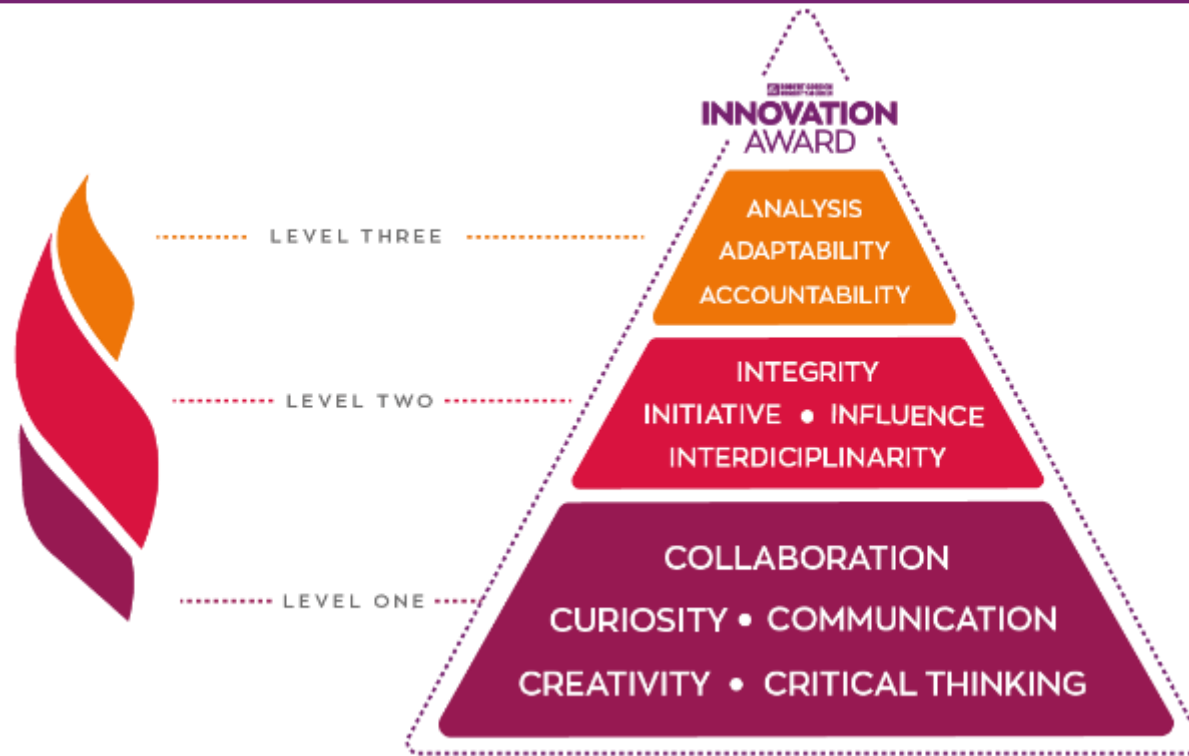 INNOVATION
AWARD
LEVEL THREE
ANALYSIS
ADAPTABILITY
ACCOUNTABILITY
LEVEL TWO
INTEGRITY
INITIATIVE • INFLUENCE
INTERDICIPLINARITY
LEVEL ONE
COLLABORATION
CURIOSITY • COMMUNICATION
CREATIVITY • CRITICAL THINKING